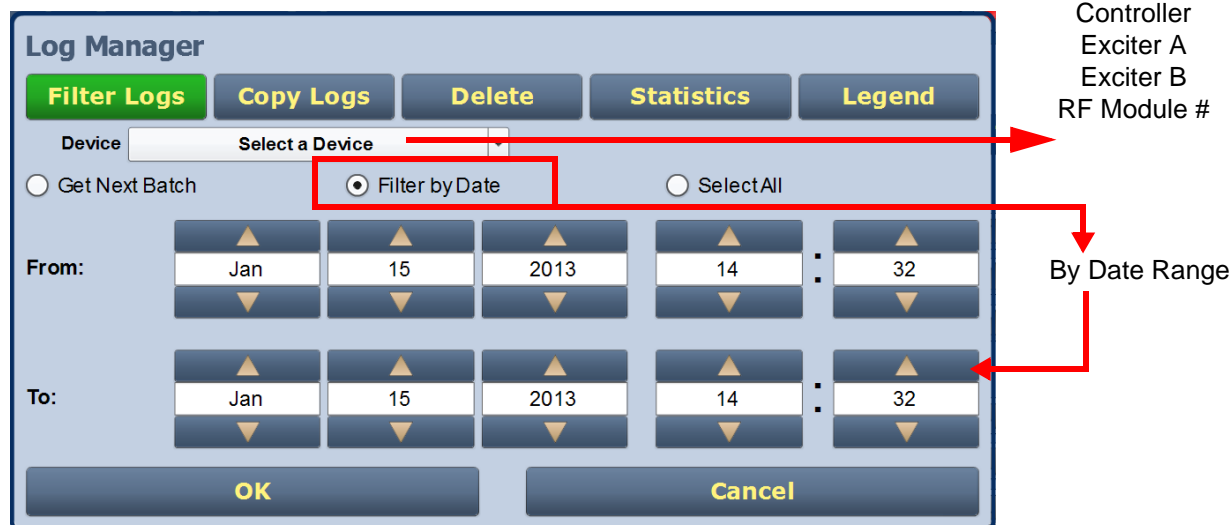 Controller
Exciter A
Exciter B
RF Module #
Log Manager
Filter Logs Copy Logs Delete Statistics Legend
Device Select a Device
Get Next Batch Filter by Date Select All
From: Jan 15 2013 14 : 32
By Date Range
To: Jan 15 2013 14 : 32
OK Cancel